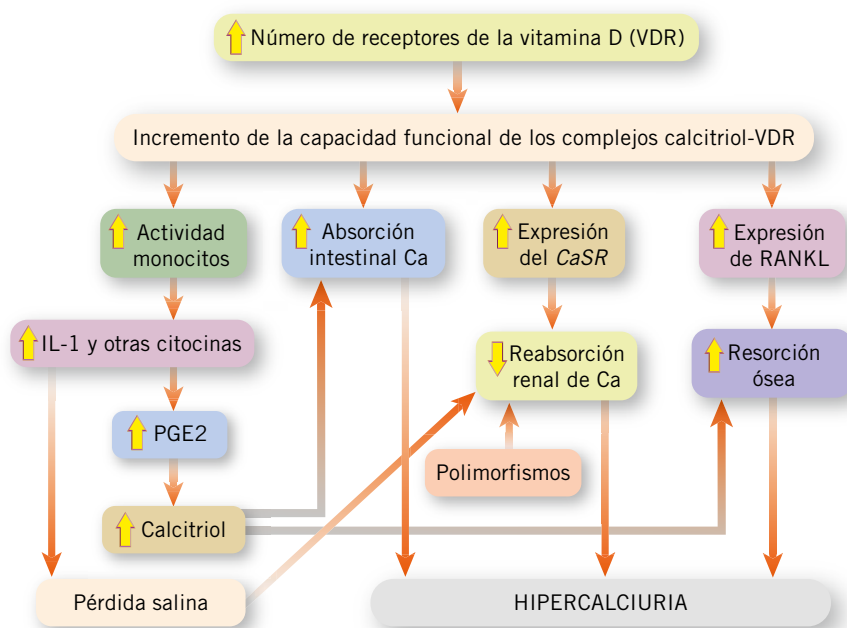 Número de receptores de la vitamina D (VDR)
Incremento de la capacidad funcional de los complejos calcitriol-VDR
Actividad
monocitos
Absorción
intestinal Ca
Expresión
del CaSR
Expresión
de RANKL
IL-1 y otras citocinas
Reabsorción
renal de Ca
Resorción
ósea
PGE2
Polimorfismos
Calcitriol
Pérdida salina
HIPERCALCIURIA